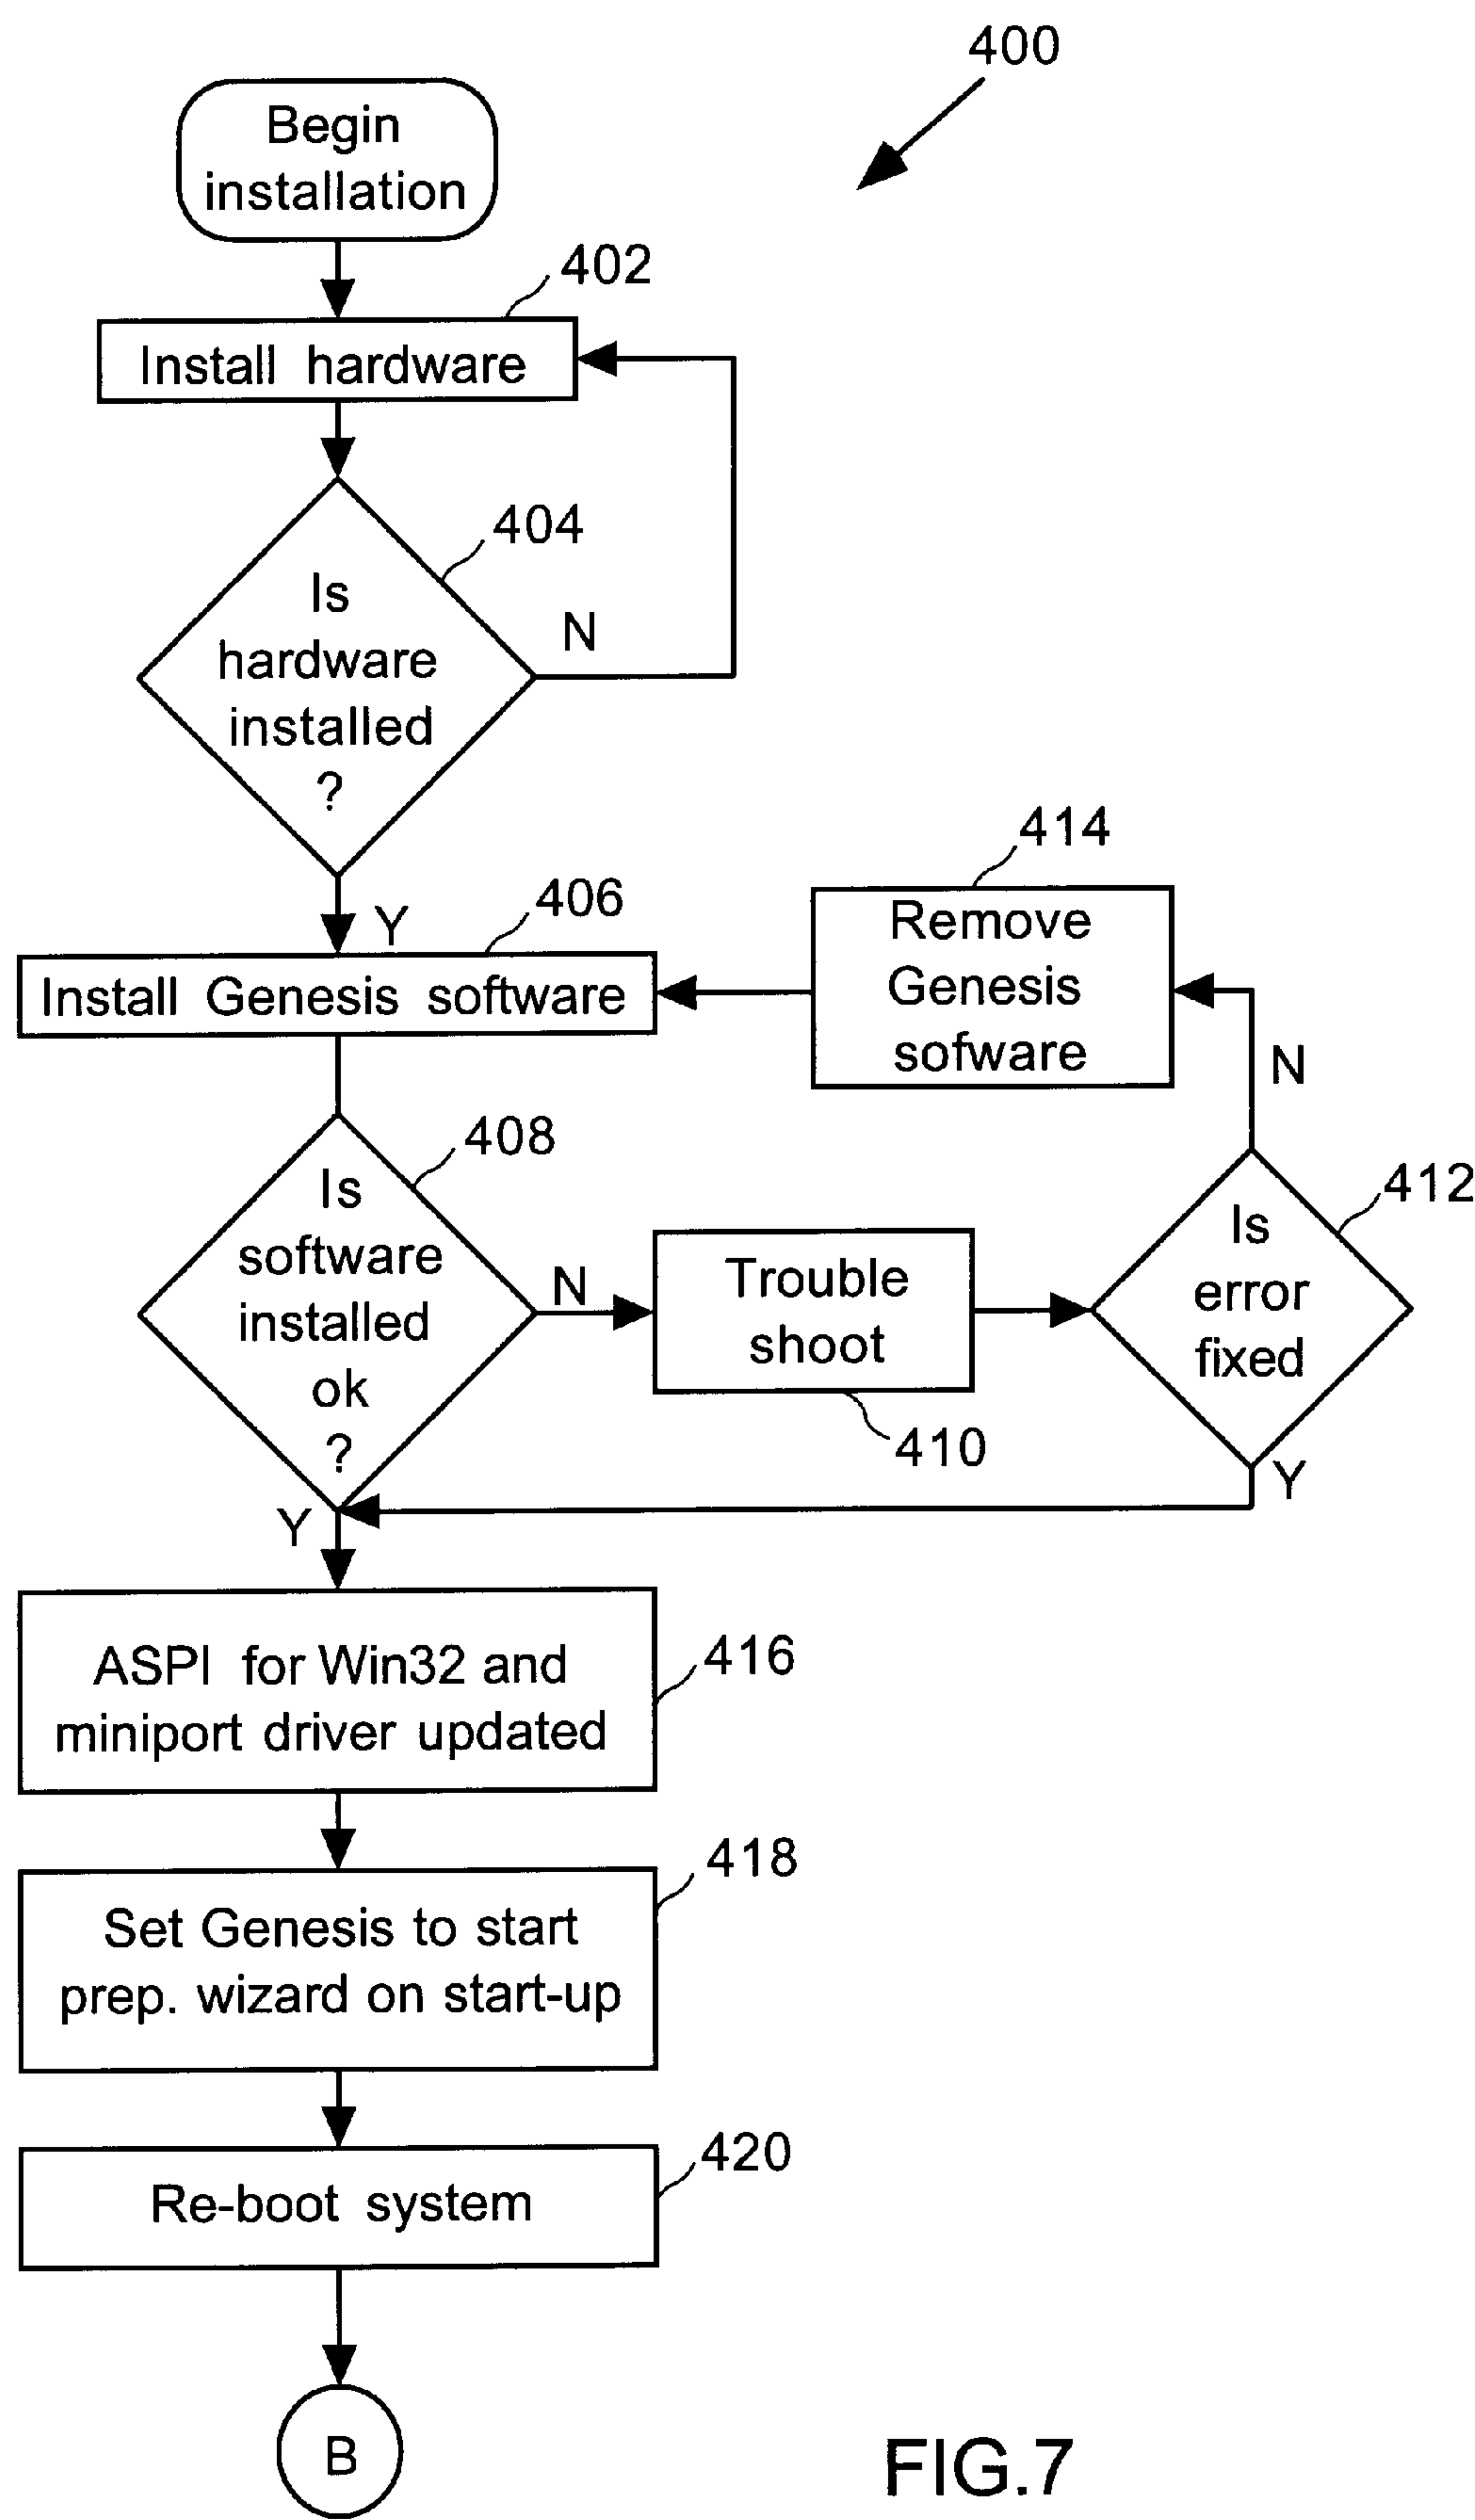 400
Begin
installation
402
Install hardware
404
Is
hardware
installed
?
N
Y
406
Install Genesis software
414
Remove
Genesis
sofware
N
408
Is
software
installed
ok
?
N
Trouble
shoot
410
412
Is
error
fixed
Y
Y
ASPI for Win32 and
miniport driver updated
416
Set Genesis to start
prep. wizard on start-up
418
Re-boot system
420
B
FIG.7